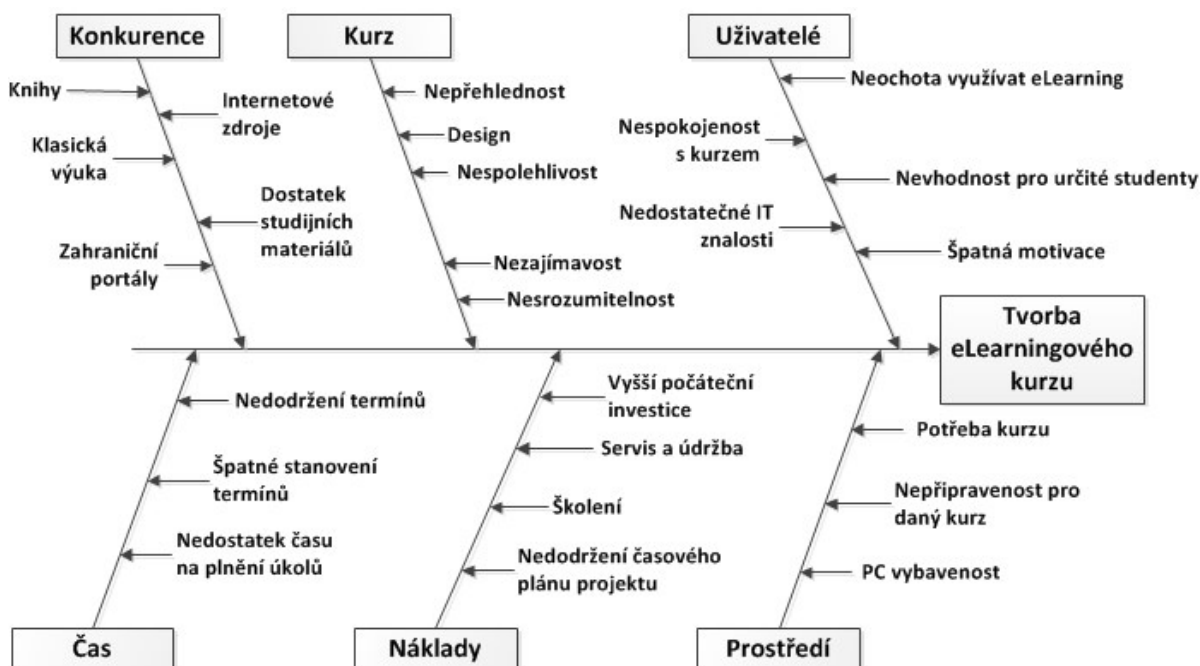 Konkurence
Kurz
Uživatelé
Knihy
Internetové
zdroje
Klasická
výuka
Dostatek
studijních
materiálů
Zahraniční
portály
Nepřehlednost
Design
Nespolehlivost
Nezajímavost
Nesrozumitelnost
Neochota využívat eLearning
Nespokojenost
s kurzem
Nevhodnost pro určité studenty
Nedostatečné IT
znalosti
Špatná motivace
Tvorba
eLearningového
kurzu
Nedodržení termínů
Špatné stanovení
termínů
Nedostatek času
na plnění úkolů
Vyšší počáteční
investice
Servis a údržba
Školení
Nedodržení časového
plánu projektu
Potřeba kurzu
Nepřipravenost pro
daný kurz
PC vybavenost
Čas
Náklady
Prostředí